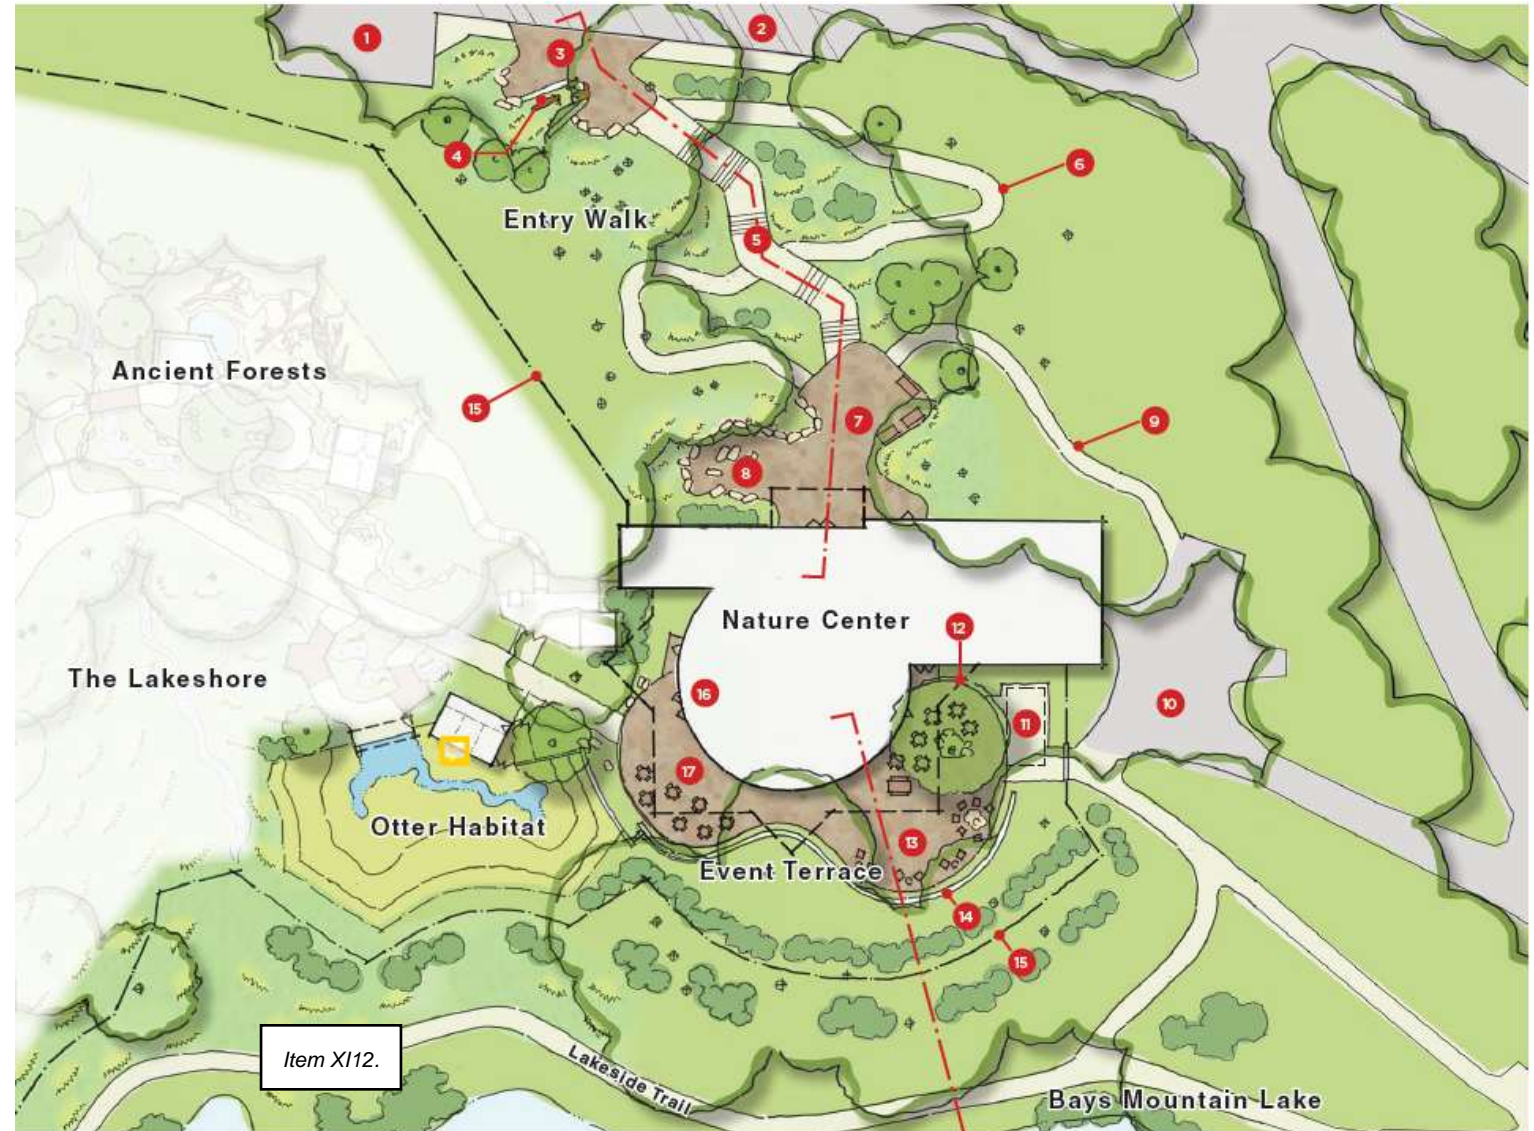 1
2
3
4
6
Entry Walk
5
Ancient Forests
15
7
9
8
Nature Center
12
The Lakeshore
16
10
11
17
Otter Habitat
13
Event Terrace
14
15
Item XI12.
Lakeside Trail
Bays Mountain Lake